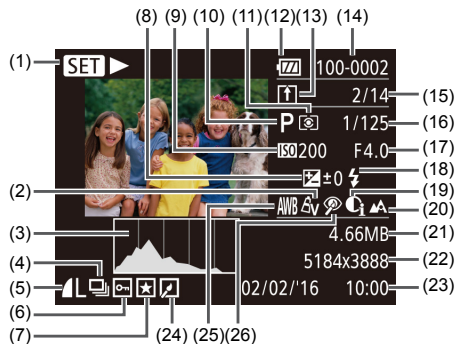 (8) (9) (10) (11) (12) (13) (14)
(1) SET 100-0002
2/14 (15)
P 1/125 (16)
ISO200 F4.0 (17)
±0 (18)
(2) AWB Av (19) (20)
(3) 4.66MB (21)
(4) 5184x3888 (22)
(5) L 02/02/'16 10:00 (23)
(6)
(7) (24) (25) (26)